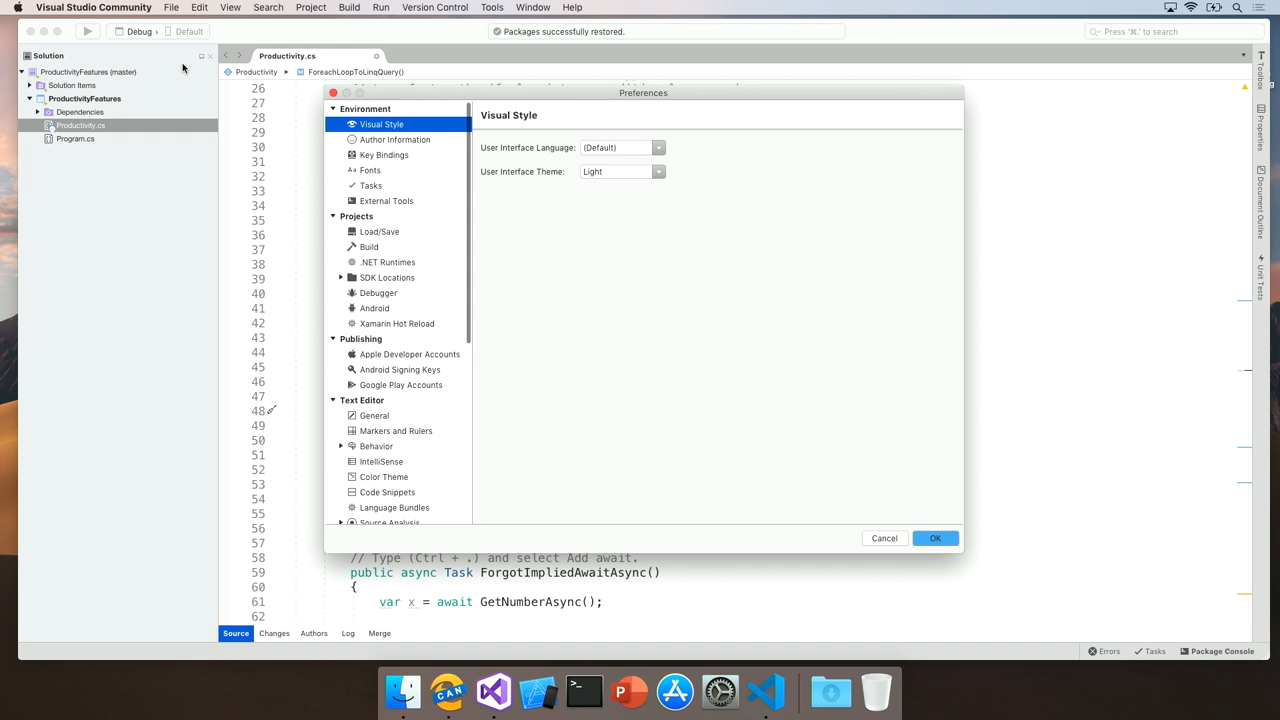 Visual Studio Community File Edit View Search Project Build Run Version Control Tools Window Help
Debug › Default
Packages successfully restored.
Press '⌘.' to search
Solution
Productivity.cs
ProductivityFeatures (master)
Productivity ForeachLoopToLinqQuery()
Solution Items
ProductivityFeatures
Dependencies
Productivity.cs
Program.cs
Preferences
Environment
Visual Style
Author Information
Key Bindings
Fonts
Tasks
External Tools
Projects
Load/Save
Build
.NET Runtimes
SDK Locations
Debugger
Android
Xamarin Hot Reload
Publishing
Apple Developer Accounts
Android Signing Keys
Google Play Accounts
Text Editor
General
Markers and Rulers
Behavior
IntelliSense
Color Theme
Code Snippets
Language Bundles
Source Analysis
Visual Style
User Interface Language: (Default)
User Interface Theme: Light
Cancel OK
26
27
28
29
30
31
32
33
34
35
36
37
38
39
40
41
42
43
44
45
46
47
48
49
50
51
52
53
54
55
56
57
58 // Type (Ctrl + .) and select Add await.
59 public async Task ForgotImpliedAwaitAsync()
60 {
61 var x = await GetNumberAsync();
62
Source Changes Authors Log Merge
Errors Tasks Package Console
Toolbox
Properties
Document Outline
Unit Tests
CAN
>_
P